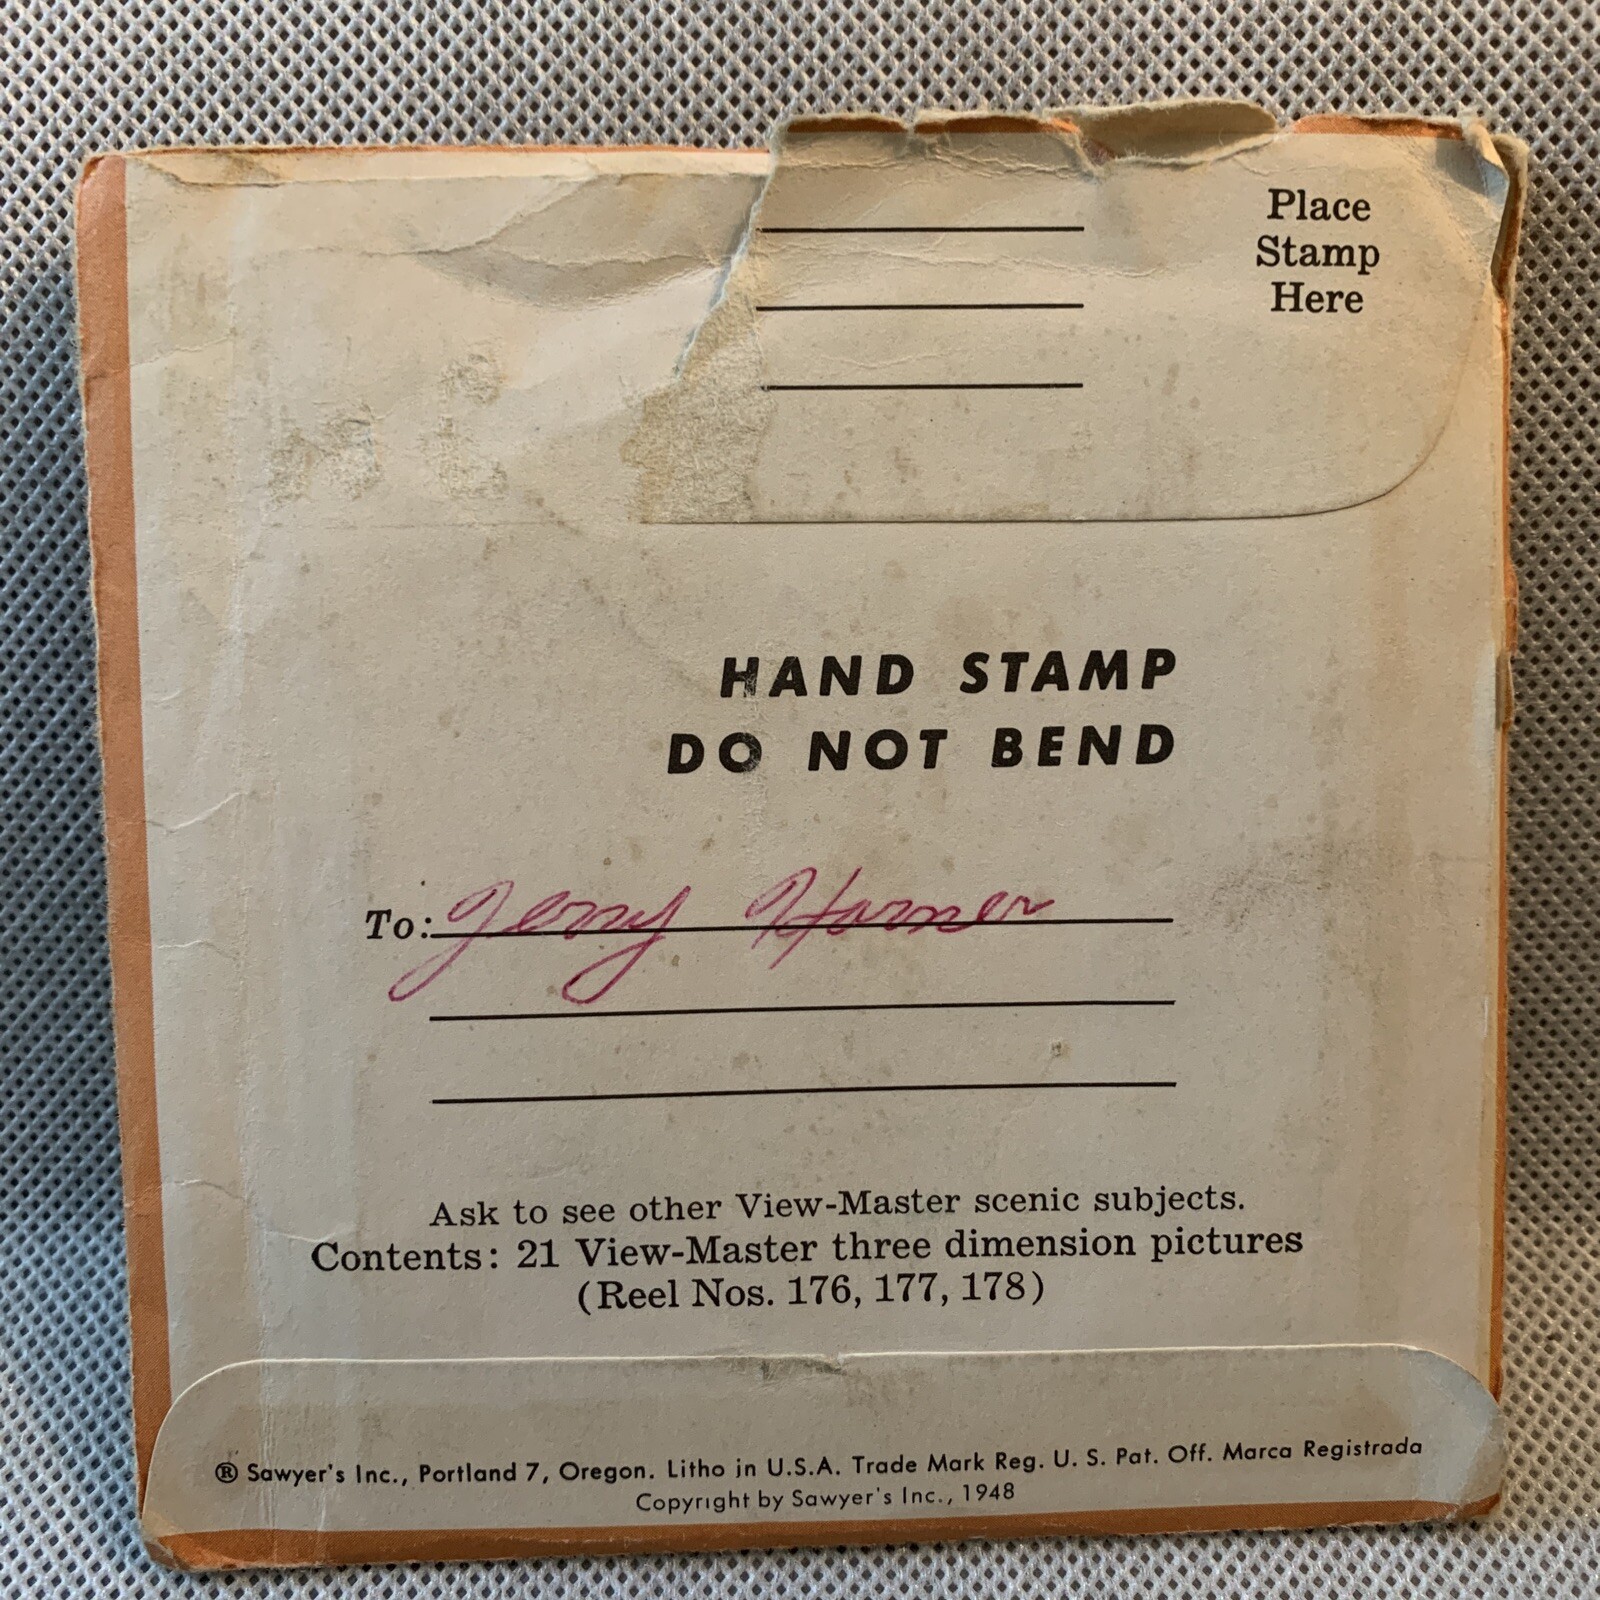 Place
Stamp
Here
HAND STAMP
DO NOT BEND
To: Jerry Horner
Ask to see other View-Master scenic subjects.
Contents: 21 View-Master three dimension pictures
(Reel Nos. 176, 177, 178)
® Sawyer's Inc., Portland 7, Oregon. Litho in U.S.A. Trade Mark Reg. U. S. Pat. Off. Marca Registrada
Copyright by Sawyer's Inc., 1948